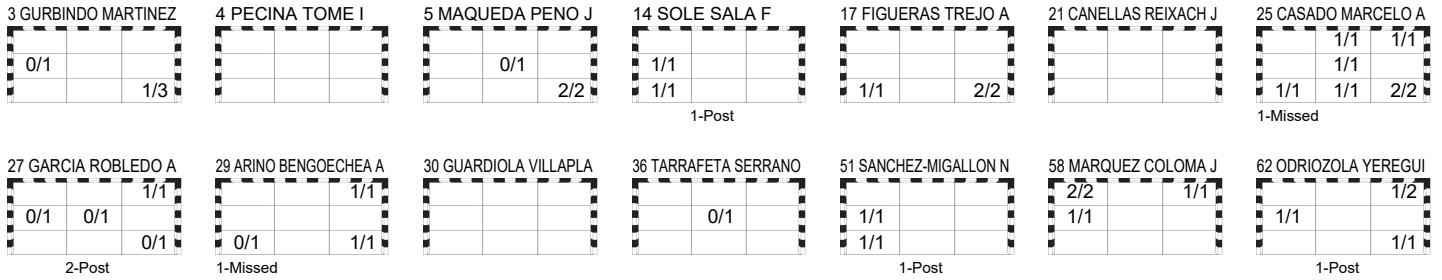 3 GURBINDO MARTINEZ 4 PECINA TOME I 5 MAQUEDA PENO J 14 SOLE SALA F 17 FIGUERAS TREJO A 21 CANELLAS REIXACH J 25 CASADO MARCELO A
1/1 1/1
0/1 0/1 1/1 1/1
1/3 2/2 1/1 1/1 2/2 1/1 1/1 2/2
1-Post 1-Missed
27 GARCIA ROBLEDO A 29 ARINO BENGOECHEA A 30 GUARDIOLA VILLAPLA 36 TARRAFETA SERRANO 51 SANCHEZ-MIGALLON N 58 MARQUEZ COLOMA J 62 ODRIOZOLA YEREGUI
1/1 1/1 2/2 1/1 1/2
0/1 0/1 0/1 1/1 1/1 1/1
0/1 0/1 1/1 1/1 1/1
2-Post 1-Missed 1-Post 1-Post